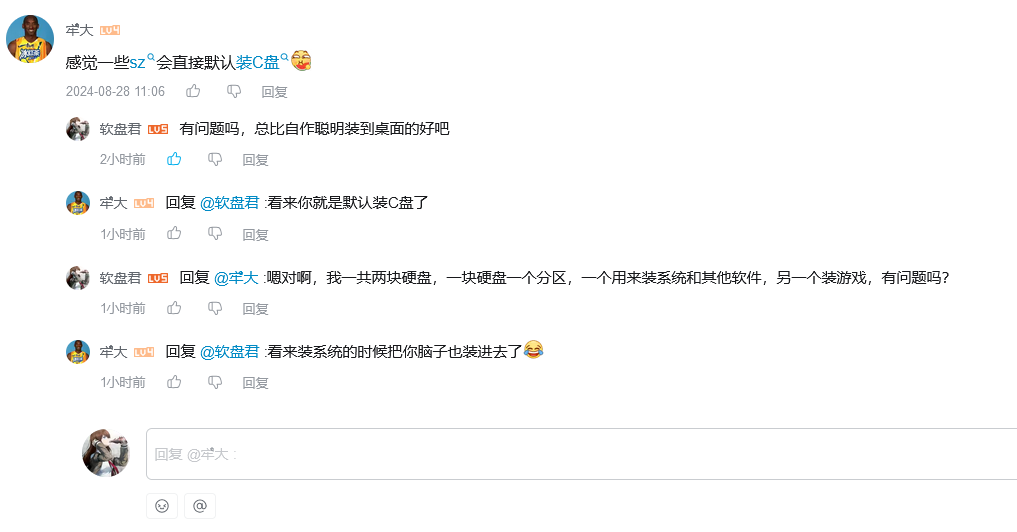 牢大 LV4
感觉一些sz会直接默认装C盘
2024-08-28 11:06 回复
软盘君 LV5 有问题吗，总比自作聪明装到桌面的好吧
2小时前 回复
牢大 LV4 回复 @软盘君 :看来你就是默认装C盘了
1小时前 回复
软盘君 LV5 回复 @牢大 :嗯对啊，我一共两块硬盘，一块硬盘一个分区，一个用来装系统和其他软件，另一个装游戏，有问题吗？
1小时前 回复
牢大 LV4 回复 @软盘君 :看来装系统的时候把你脑子也装进去了😂
1小时前 回复
回复 @牢大 :
@